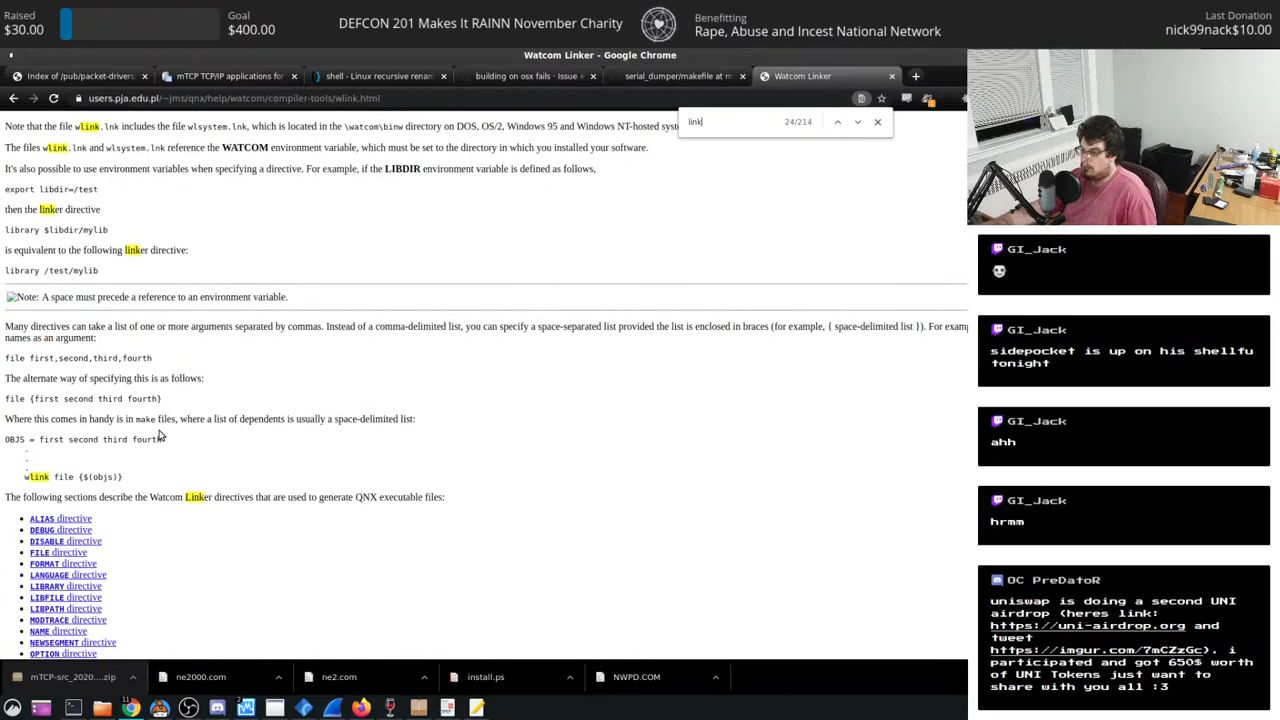 Raised
$30.00
Goal
$400.00
DEFCON 201 Makes It RAINN November Charity
Benefitting
Rape, Abuse and Incest National Network
Last Donation
nick99nack$10.00
Watcom Linker - Google Chrome
Index of /pub/packet-drivers
mTCP TCP/IP applications for
shell - Linux recursive renam
building on osx fails · Issue
serial_dumper/makefile at m
Watcom Linker
users.pja.edu.pl/~jms/qnx/help/watcom/compiler-tools/wlink.html
link
24/214
Note that the file wlink.lnk includes the file wlsystem.lnk, which is located in the \watcom\binw directory on DOS, OS/2, Windows 95 and Windows NT-hosted syst
The files wlink.lnk and wlsystem.lnk reference the WATCOM environment variable, which must be set to the directory in which you installed your software.
It's also possible to use environment variables when specifying a directive. For example, if the LIBDIR environment variable is defined as follows,
export libdir=/test
then the linker directive
library $libdir/mylib
is equivalent to the following linker directive:
library /test/mylib
Note: A space must precede a reference to an environment variable.
Many directives can take a list of one or more arguments separated by commas. Instead of a comma-delimited list, you can specify a space-separated list provided the list is enclosed in braces (for example, { space-delimited list }). For examp
names as an argument:
file first,second,third,fourth
The alternate way of specifying this is as follows:
file {first second third fourth}
Where this comes in handy is in make files, where a list of dependents is usually a space-delimited list:
OBJS = first second third fourth
.
.
.
wlink file {$(objs)}
The following sections describe the Watcom Linker directives that are used to generate QNX executable files:
ALIAS directive
DEBUG directive
DISABLE directive
FILE directive
FORMAT directive
LANGUAGE directive
LIBRARY directive
LIBFILE directive
LIBPATH directive
MODTRACE directive
NAME directive
NEWSEGMENT directive
OPTION directive
mTCP-src_2020....zip
ne2000.com
ne2.com
install.ps
NWPD.COM
11
2
GI_Jack
GI_Jack
sidepocket is up on his shellfu
tonight
GI_Jack
ahh
GI_Jack
hrmm
OC PreDatoR
uniswap is doing a second UNI
airdrop (heres link:
https://uni-airdrop.org and
tweet
https://imgur.com/7mCZzGc). i
participated and got 650$ worth
of UNI Tokens just want to
share with you all :3